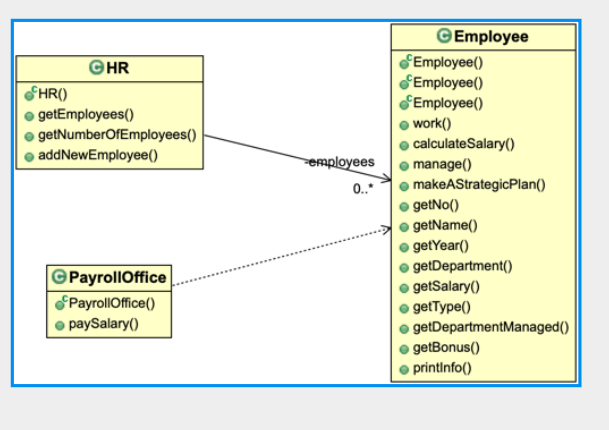 HR
HR()
getEmployees()
getNumberOfEmployees()
addNewEmployee()
-employees
0..*
PayrollOffice
PayrollOffice()
paySalary()
Employee
Employee()
Employee()
Employee()
work()
calculateSalary()
manage()
makeAStrategicPlan()
getNo()
getName()
getYear()
getDepartment()
getSalary()
getType()
getDepartmentManaged()
getBonus()
printInfo()